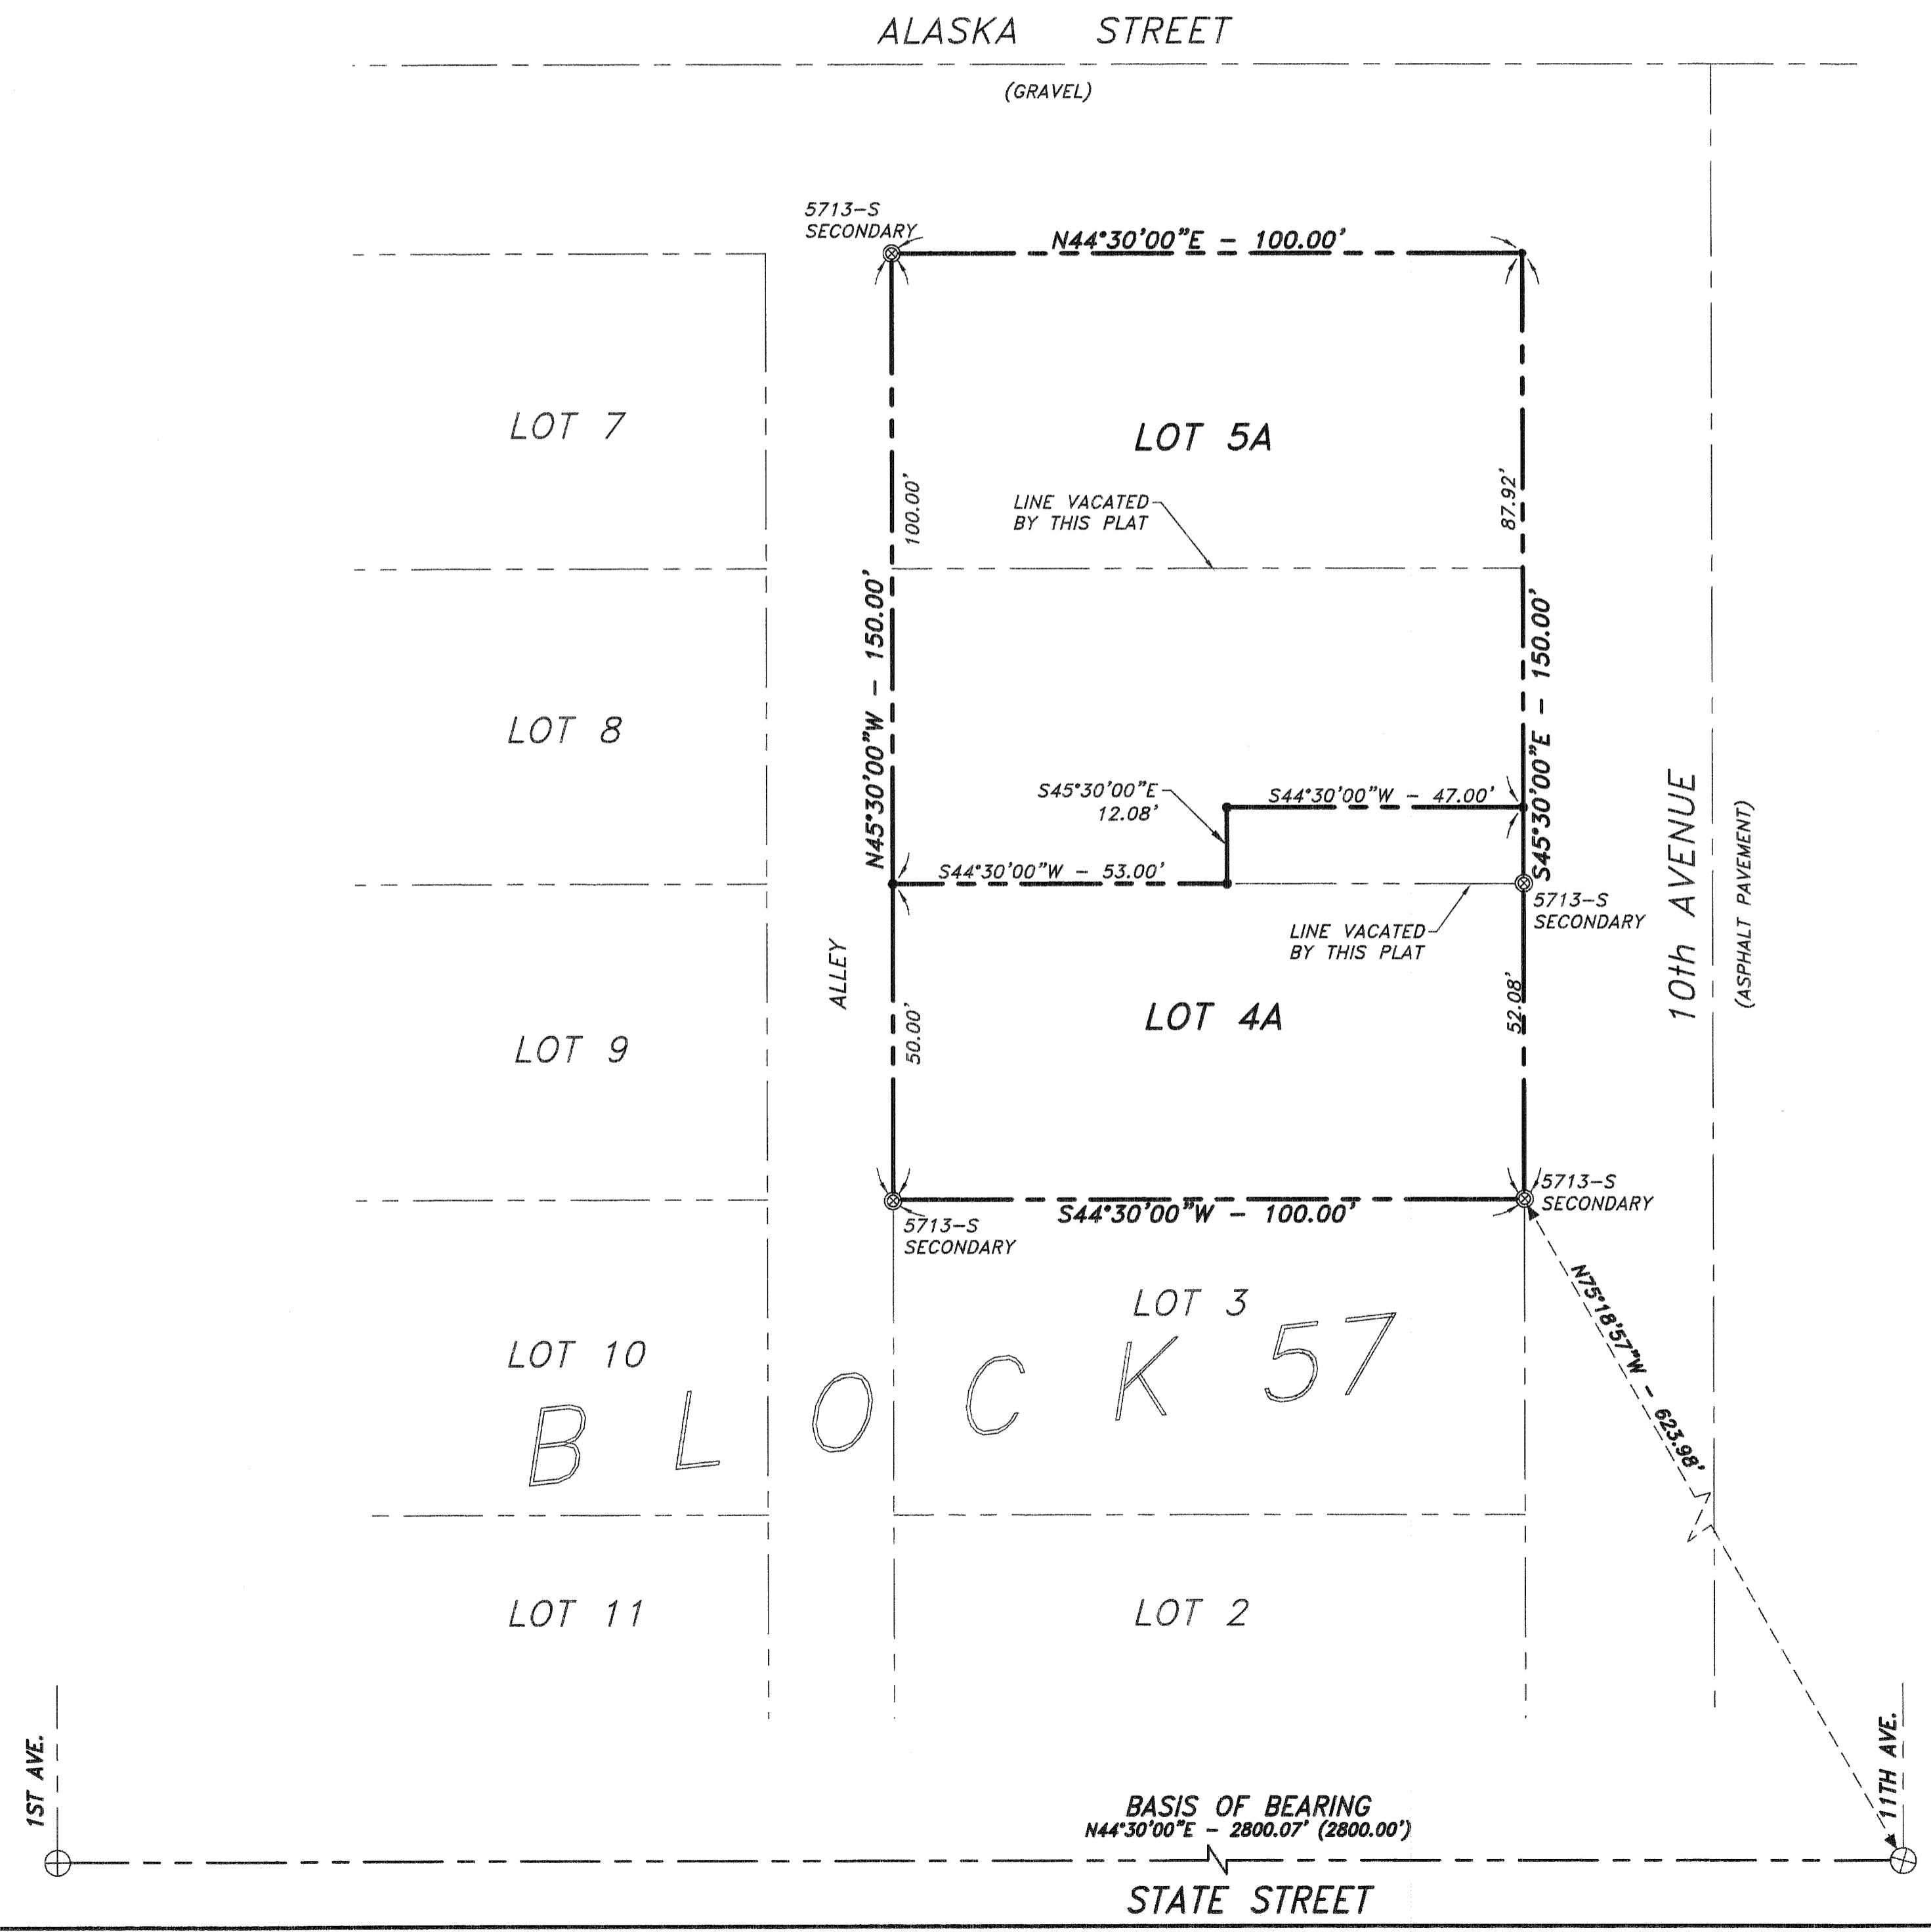 ALASKA STREET
(GRAVEL)
5713-S
SECONDARY
N44°30'00"E - 100.00'
LOT 7
LOT 5A
100.00'
87.92'
LINE VACATED
BY THIS PLAT
N45°30'00"W - 150.00'
S45°30'00"E - 150.00'
LOT 8
S45°30'00"E
12.08'
S44°30'00"W - 47.00'
S44°30'00"W - 53.00'
10th AVENUE
(ASPHALT PAVEMENT)
5713-S
SECONDARY
LINE VACATED
BY THIS PLAT
ALLEY
LOT 9
50.00'
LOT 4A
52.08'
5713-S
SECONDARY
S44°30'00"W - 100.00'
5713-S
SECONDARY
LOT 3
N75°18'57"W - 623.98'
LOT 10
BLOCK 57
LOT 11
LOT 2
1ST AVE.
11TH AVE.
BASIS OF BEARING
N44°30'00"E - 2800.07' (2800.00')
STATE STREET